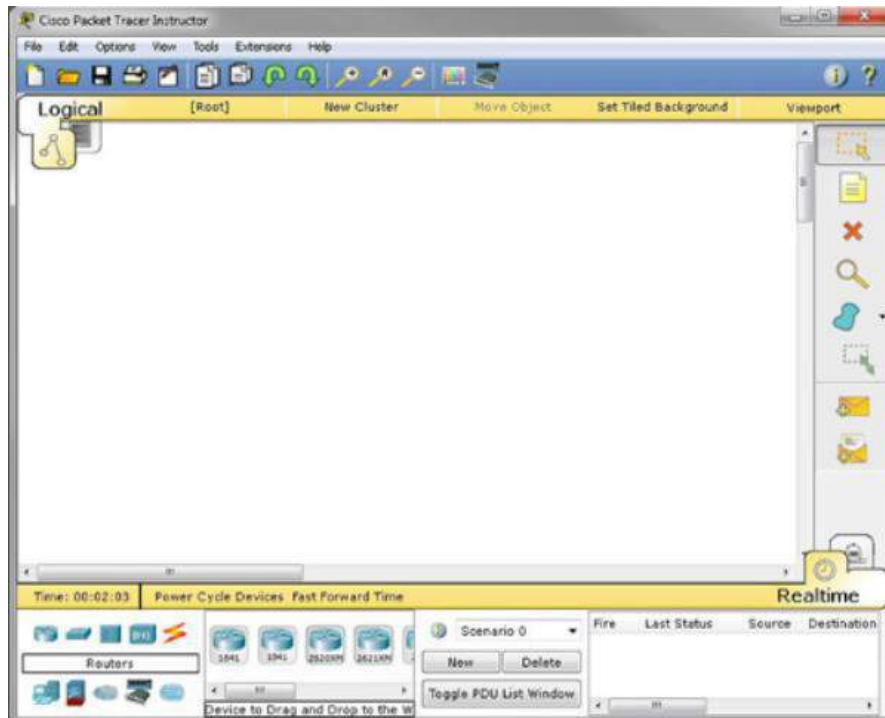 Cisco Packet Tracer Instructor
File Edit Options View Tools Extensions Help
Logical [Root] New Cluster Move Object Set Tiled Background Viewport
Time: 00:02:03 Power Cycle Devices Fast Forward Time Realtime
Routers
1841 1941 2620XM 2621XM
Device to Drag and Drop to the W
Scenario 0
New Delete
Toggle PDU List Window
Fire Last Status Source Destination